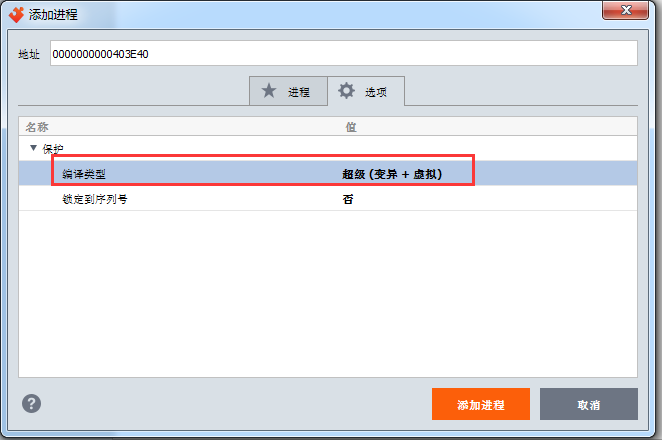 添加进程
地址 0000000000403E40
进程 选项
名称 值
保护
编译类型 超级 (变异 + 虚拟)
锁定到序列号 否
?
添加进程 取消